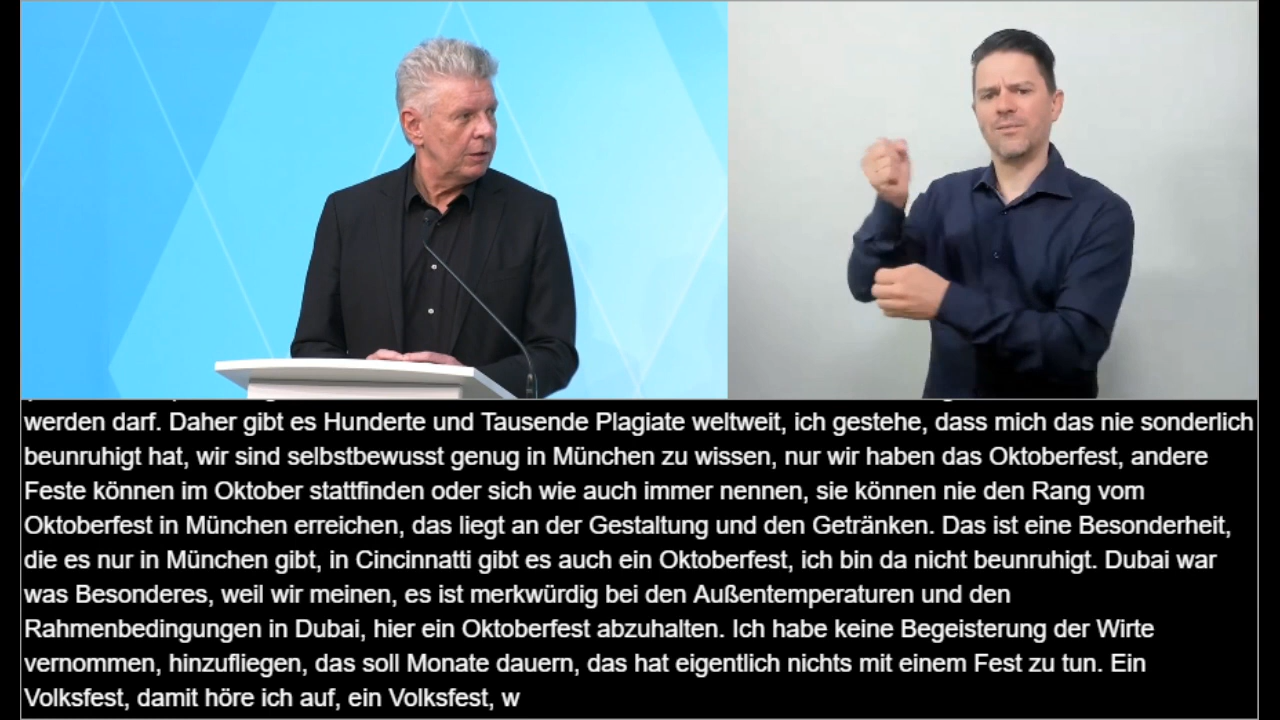 werden darf. Daher gibt es Hunderte und Tausende Plagiate weltweit, ich gestehe, dass mich das nie sonderlich
beunruhigt hat, wir sind selbstbewusst genug in München zu wissen, nur wir haben das Oktoberfest, andere
Feste können im Oktober stattfinden oder sich wie auch immer nennen, sie können nie den Rang vom
Oktoberfest in München erreichen, das liegt an der Gestaltung und den Getränken. Das ist eine Besonderheit,
die es nur in München gibt, in Cincinnatti gibt es auch ein Oktoberfest, ich bin da nicht beunruhigt. Dubai war
was Besonderes, weil wir meinen, es ist merkwürdig bei den Außentemperaturen und den
Rahmenbedingungen in Dubai, hier ein Oktoberfest abzuhalten. Ich habe keine Begeisterung der Wirte
vernommen, hinzufliegen, das soll Monate dauern, das hat eigentlich nichts mit einem Fest zu tun. Ein
Volksfest, damit höre ich auf, ein Volksfest, w